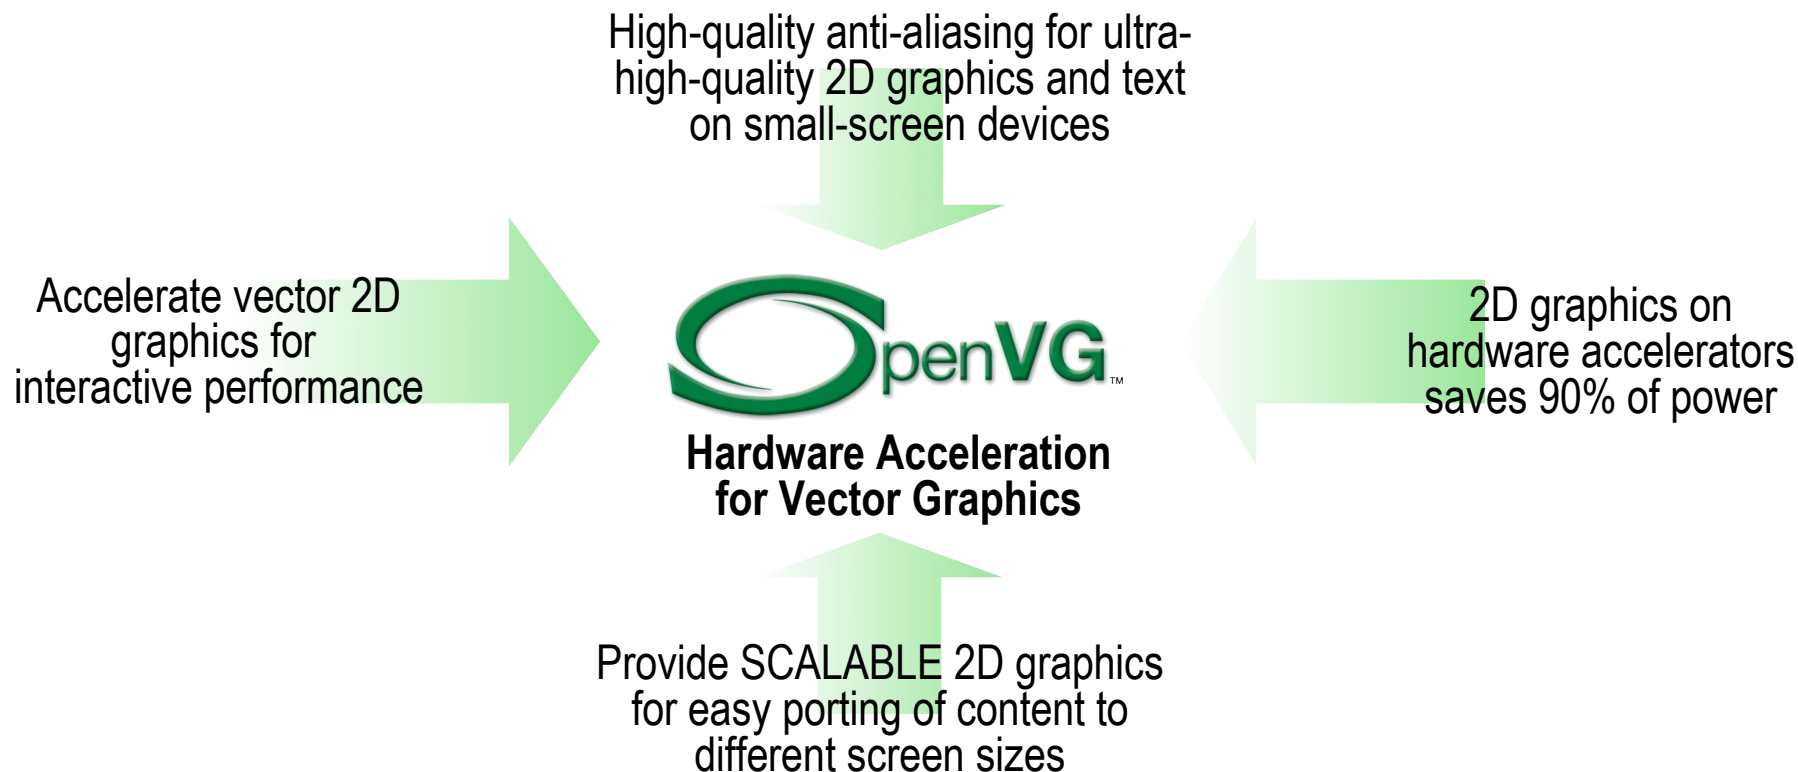 High-quality anti-aliasing for ultra-
high-quality 2D graphics and text
on small-screen devices
Accelerate vector 2D
graphics for
interactive performance
OpenVG™
Hardware Acceleration
for Vector Graphics
2D graphics on
hardware accelerators
saves 90% of power
Provide SCALABLE 2D graphics
for easy porting of content to
different screen sizes